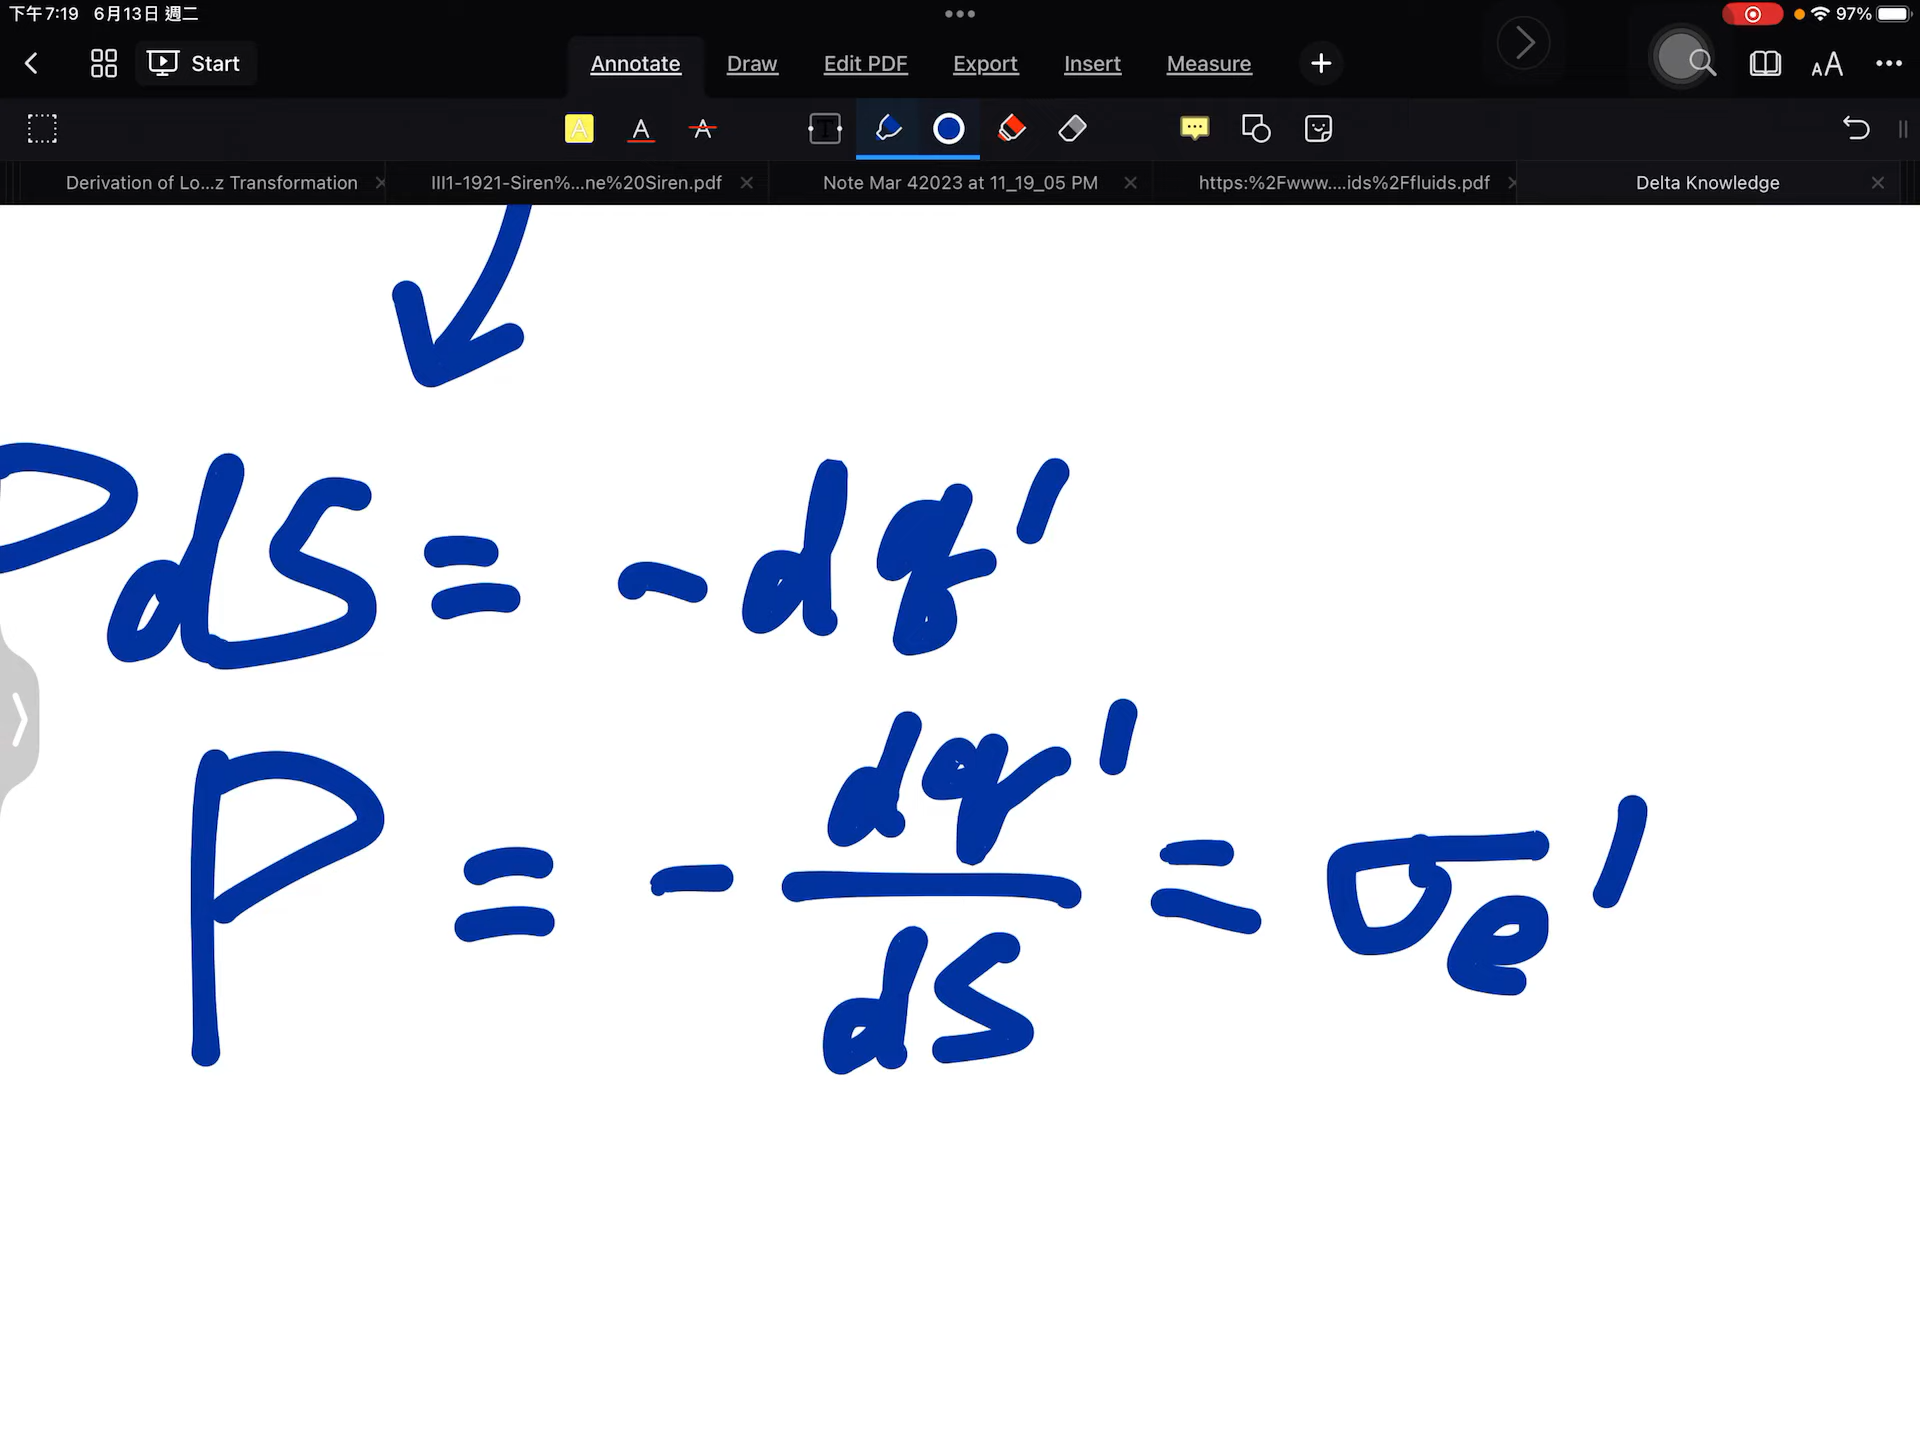 下午7:19 6月13日 週二 97%
Start Annotate Draw Edit PDF Export Insert Measure + AA
A A A T
Derivation of Lo...z Transformation × III1-1921-Siren%...ne%20Siren.pdf × Note Mar 42023 at 11_19_05 PM × https:%2Fwww....ids%2Ffluids.pdf × Delta Knowledge ×
PdS = -dq'
P = - dq'/dS = σe'